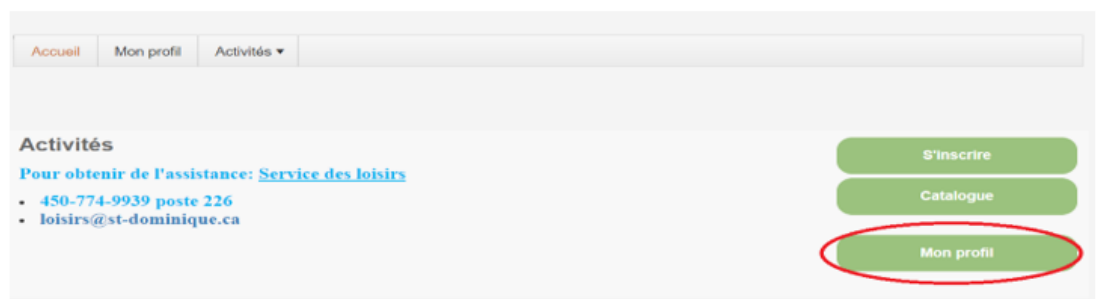 Accueil Mon profil Activités ▾
Activités
Pour obtenir de l'assistance: Service des loisirs
• 450-774-9939 poste 226
• loisirs@st-dominique.ca
S'inscrire
Catalogue
Mon profil